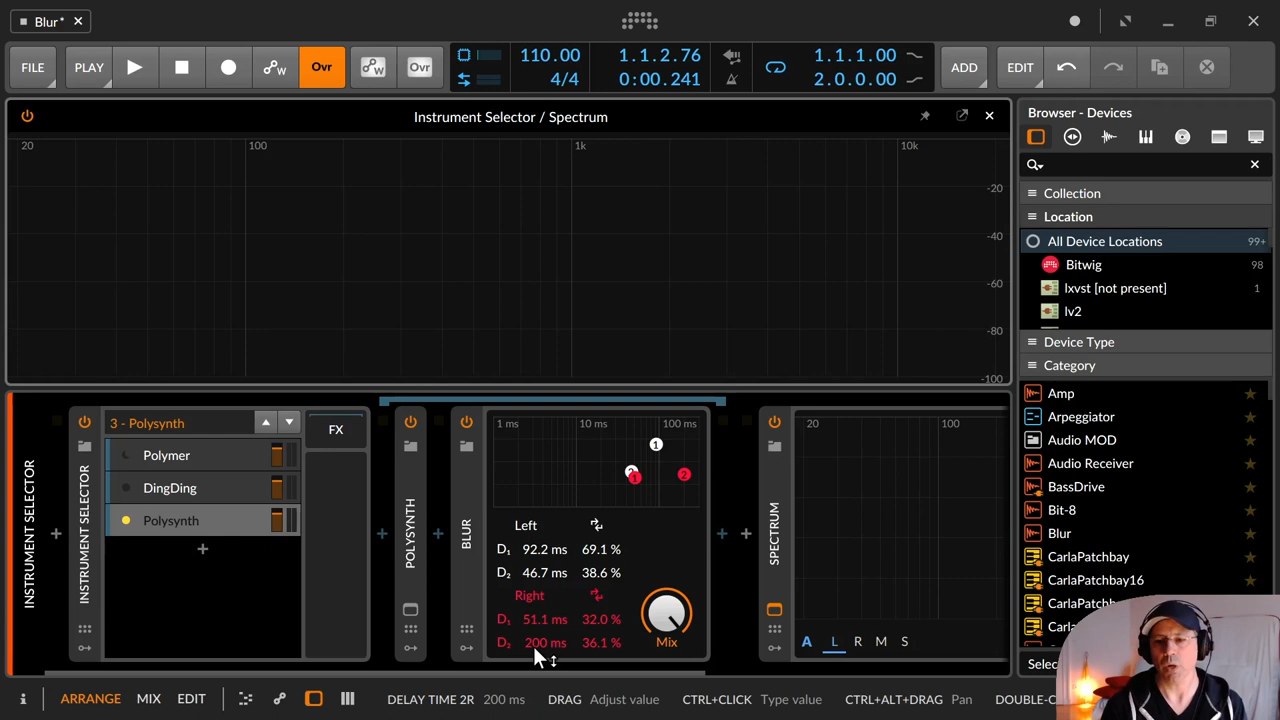 Blur*
FILE
PLAY
Ovr
Ovr
110.00
4/4
1.1.2.76
0:00.241
1.1.1.00
2.0.0.00
ADD
EDIT
Instrument Selector / Spectrum
20
100
1k
10k
-20
-40
-60
-80
-100
Browser - Devices
Collection
Location
All Device Locations 99+
Bitwig 98
lxvst [not present] 1
lv2
Device Type
Category
Amp
Arpeggiator
Audio MOD
Audio Receiver
BassDrive
Bit-8
Blur
CarlaPatchbay
CarlaPatchbay16
INSTRUMENT SELECTOR
INSTRUMENT SELECTOR
3 - Polysynth
Polymer
DingDing
Polysynth
FX
POLYSYNTH
BLUR
1 ms 10 ms 100 ms
1
1
2
Left
D1 92.2 ms 69.1 %
D2 46.7 ms 38.6 %
Right
D1 51.1 ms 32.0 %
D2 200 ms 36.1 %
Mix
SPECTRUM
20 100
A L R M S
ARRANGE MIX EDIT
DELAY TIME 2R 200 ms
DRAG Adjust value
CTRL+CLICK Type value
CTRL+ALT+DRAG Pan